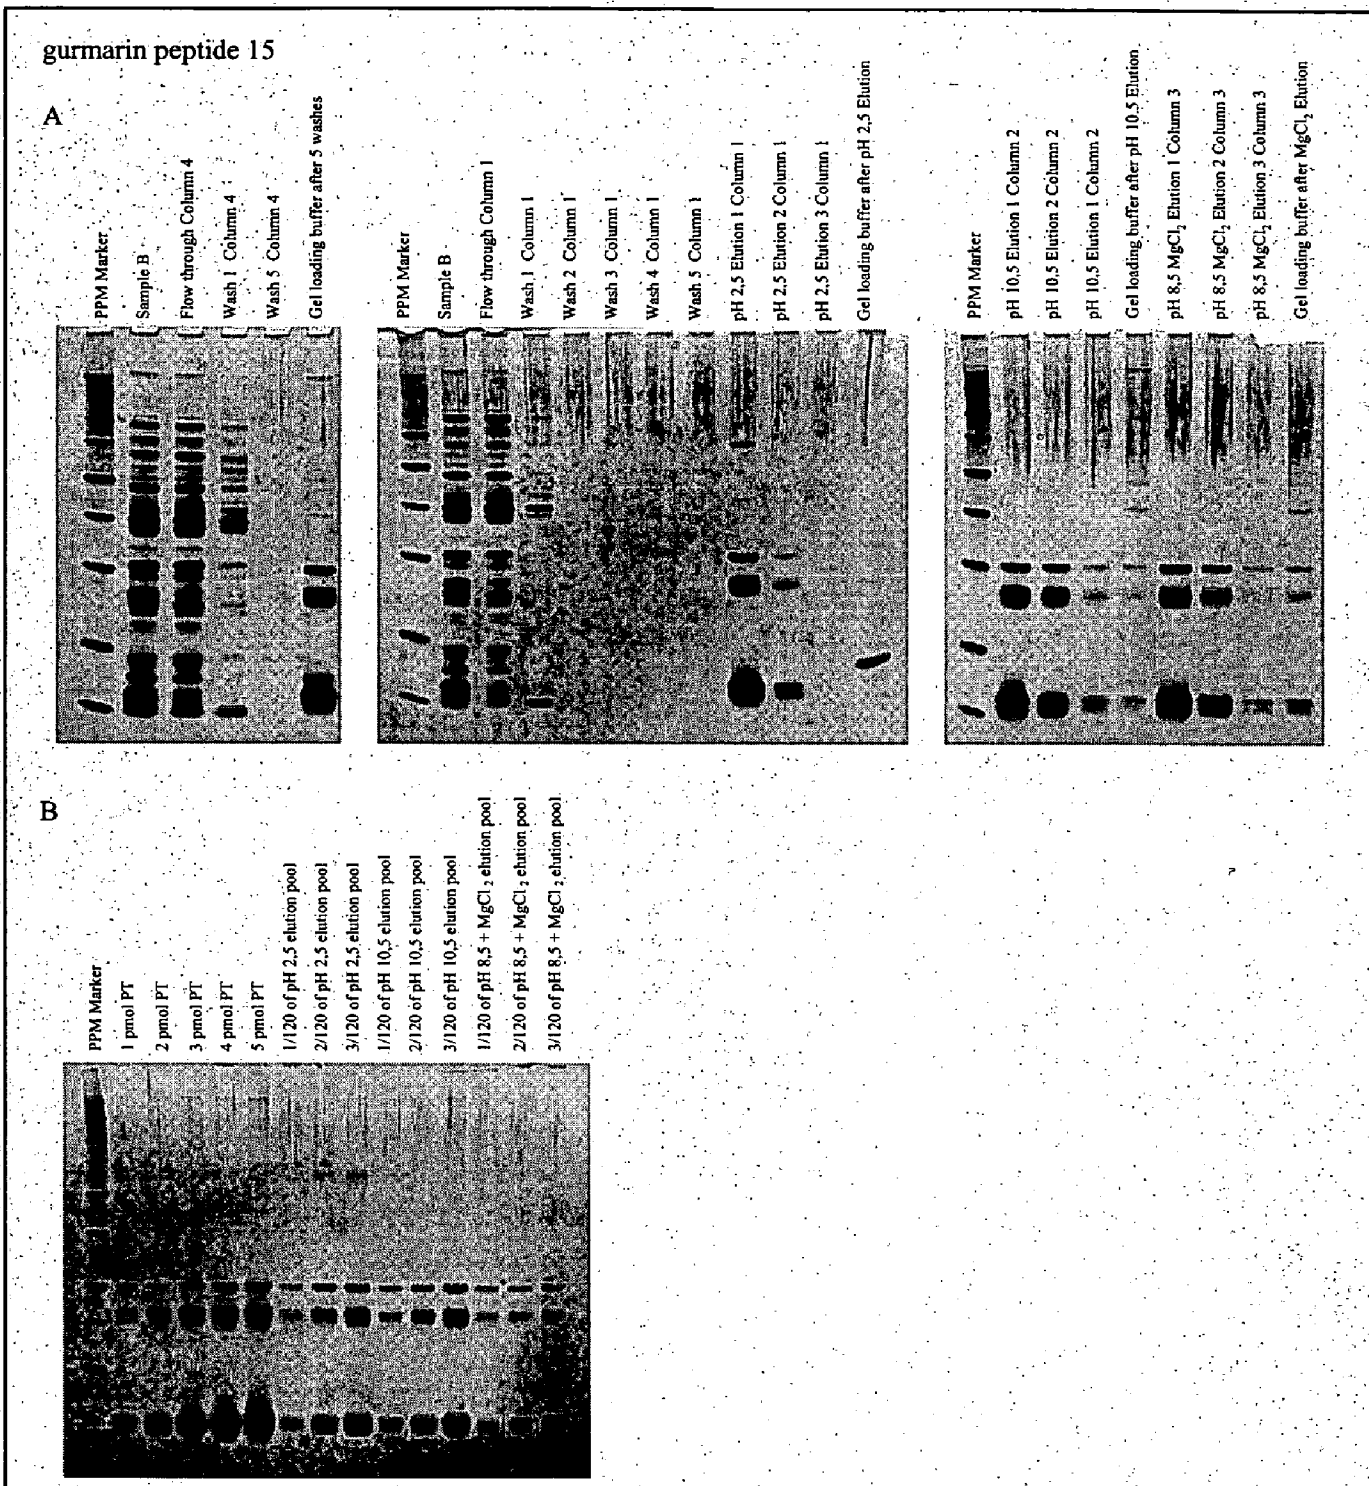 gurmarin peptide 15
A
PPM Marker
Sample B
Flow through Column 4
Wash 1 Column 4
Wash 5 Column 4
Gel loading buffer after 5 washes
PPM Marker
Sample B
Flow through Column 1
Wash 1 Column 1
Wash 2 Column 1
Wash 3 Column 1
Wash 4 Column 1
Wash 5 Column 1
pH 2,5 Elution 1 Column 1
pH 2,5 Elution 2 Column 1
pH 2,5 Elution 3 Column 1
Gel loading buffer after pH 2,5 Elution
PPM Marker
pH 10,5 Elution 1 Column 2
pH 10,5 Elution 2 Column 2
pH 10,5 Elution 1 Column 2
Gel loading buffer after pH 10,5 Elution
pH 8,5 MgCl₂ Elution 1 Column 3
pH 8,5 MgCl₂ Elution 2 Column 3
pH 8,5 MgCl₂ Elution 3 Column 3
Gel loading buffer after MgCl₂ Elution
B
PPM Marker
1 pmol PT
2 pmol PT
3 pmol PT
4 pmol PT
5 pmol PT
1/120 of pH 2,5 elution pool
2/120 of pH 2,5 elution pool
3/120 of pH 2,5 elution pool
1/120 of pH 10,5 elution pool
2/120 of pH 10,5 elution pool
3/120 of pH 10,5 elution pool
1/120 of pH 8,5 + MgCl₂ elution pool
2/120 of pH 8,5 + MgCl₂ elution pool
3/120 of pH 8,5 + MgCl₂ elution pool